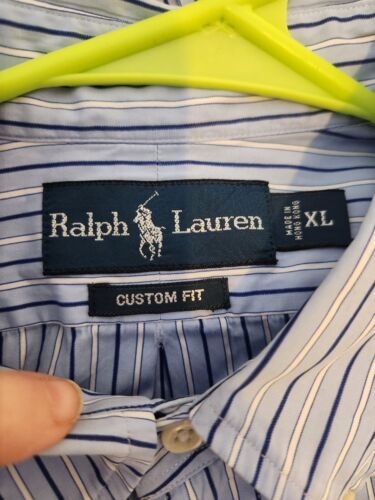 Ralph Lauren
MADE IN
HONG KONG
XL
CUSTOM FIT